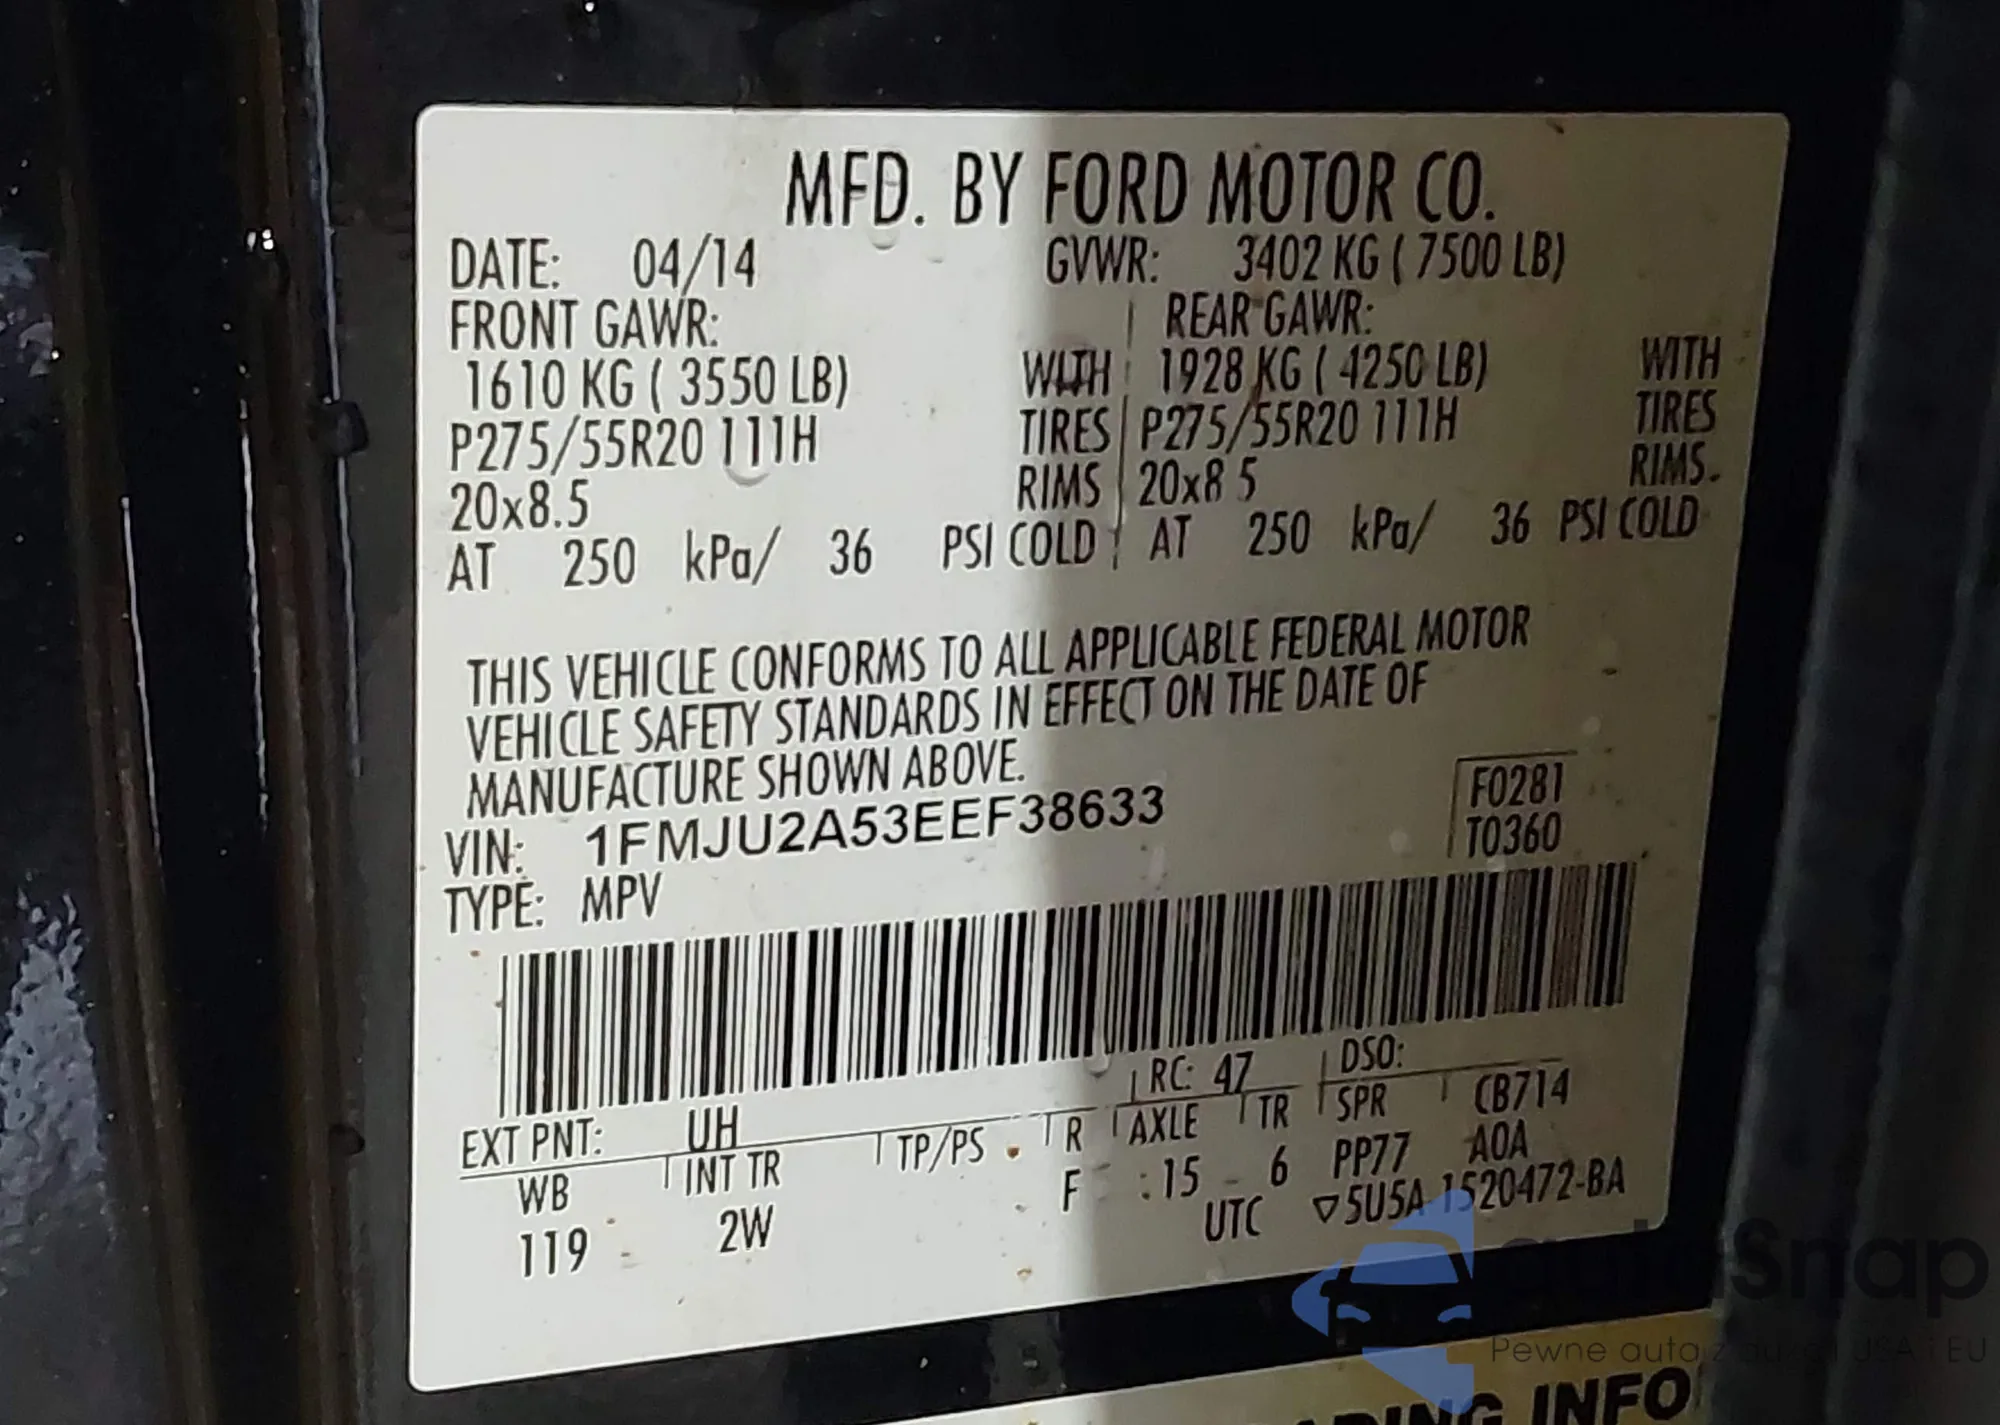 MFD. BY FORD MOTOR CO.
DATE: 04/14 GVWR: 3402 KG ( 7500 LB)
FRONT GAWR: REAR GAWR:
1610 KG ( 3550 LB) WITH 1928 KG ( 4250 LB) WITH
P275/55R20 111H TIRES P275/55R20 111H TIRES
20x8.5 RIMS 20x8 5 RIMS.
AT 250 kPa/ 36 PSI COLD AT 250 kPa/ 36 PSI COLD
THIS VEHICLE CONFORMS TO ALL APPLICABLE FEDERAL MOTOR
VEHICLE SAFETY STANDARDS IN EFFECT ON THE DATE OF
MANUFACTURE SHOWN ABOVE.
F0281
VIN: 1FMJU2A53EEF38633 T0360
TYPE: MPV
RC: 47 DSO:
EXT PNT: UH CB714
WB INT TR TP/PS R AXLE TR SPR A0A
119 2W F 15 6 PP77
UTC ▽5U5A 1520472-BA
autoSnap
Pewne auta z USA i EU
INFO